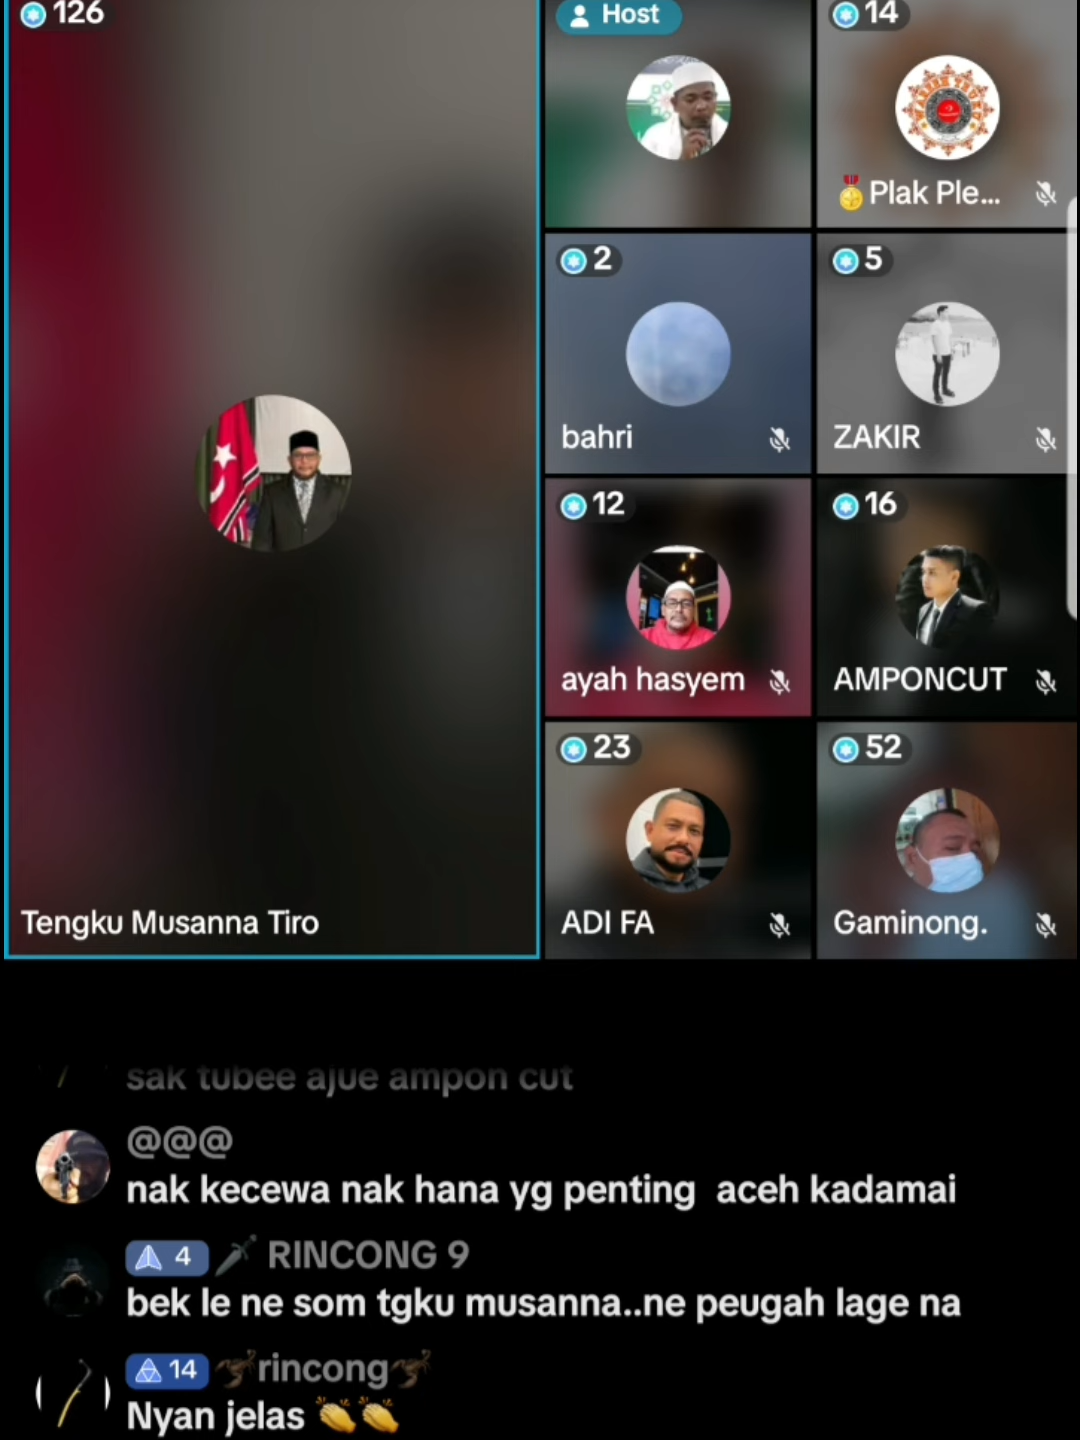 126
Host
14
Plak Ple...
2
bahri
5
ZAKIR
12
ayah hasyem
16
AMPONCUT
23
ADI FA
52
Gaminong.
Tengku Musanna Tiro
sak tubee ajue ampon cut
@@@
nak kecewa nak hana yg penting aceh kadamai
4 RINCONG 9
bek le ne som tgku musanna..ne peugah lage na
14 rincong
Nyan jelas 👏👏